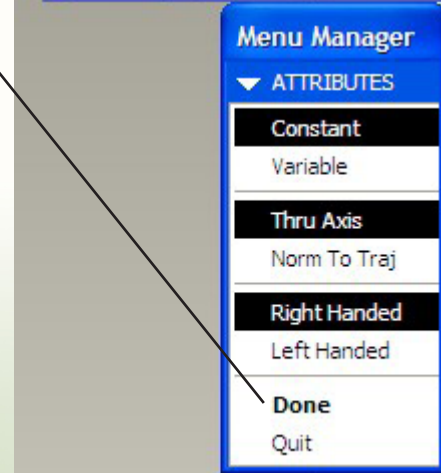 Menu Manager
ATTRIBUTES
Constant
Variable
Thru Axis
Norm To Traj
Right Handed
Left Handed
Done
Quit